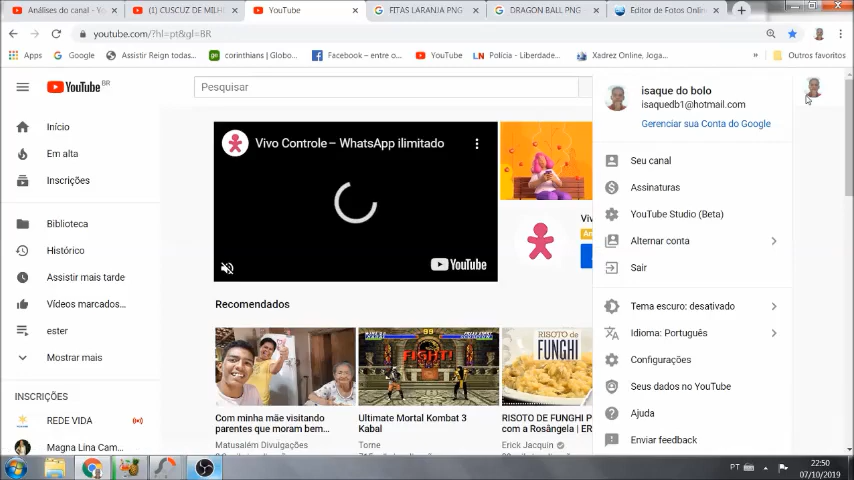 Análises do canal - You
(1) CUSCUZ DE MILH
YouTube
FITAS LARANJA PNG
DRAGON BALL PNG
Editor de Fotos Onlin
youtube.com/?hl=pt&gl=BR
Apps
Google
Assistir Rejign todo...
corinthians | Globo...
Facebook – entre o...
YouTube
LN Polícia - Liberdade...
Xadrez Online, Joga...
»
Outros favoritos
YouTube BR
Pesquisar
isaque do bolo
isaquedb1@hotmail.com
Gerenciar sua Conta do Google
Início
Em alta
Inscrições
Biblioteca
Histórico
Assistir mais tarde
Vídeos marcados...
ester
Mostrar mais
INSCRIÇÕES
REDE VIDA
Magna Lina Cam...
Vivo Controle – WhatsApp ilimitado
YouTube
Viv
An
Recomendados
FIGHT!
RISOTO DE
FUNGHI
Com minha mãe visitando
parentes que moram bem...
Matusalém Divulgações
Ultimate Mortal Kombat 3
Kabal
Torne
RISOTO DE FUNGHI P
com a Rosângela | ER
Erick Jacquin
Seu canal
Assinaturas
YouTube Studio (Beta)
Alternar conta
Sair
Tema escuro: desativado
Idioma: Português
Configurações
Seus dados no YouTube
Ajuda
Enviar feedback
PT
22:50
07/10/2019